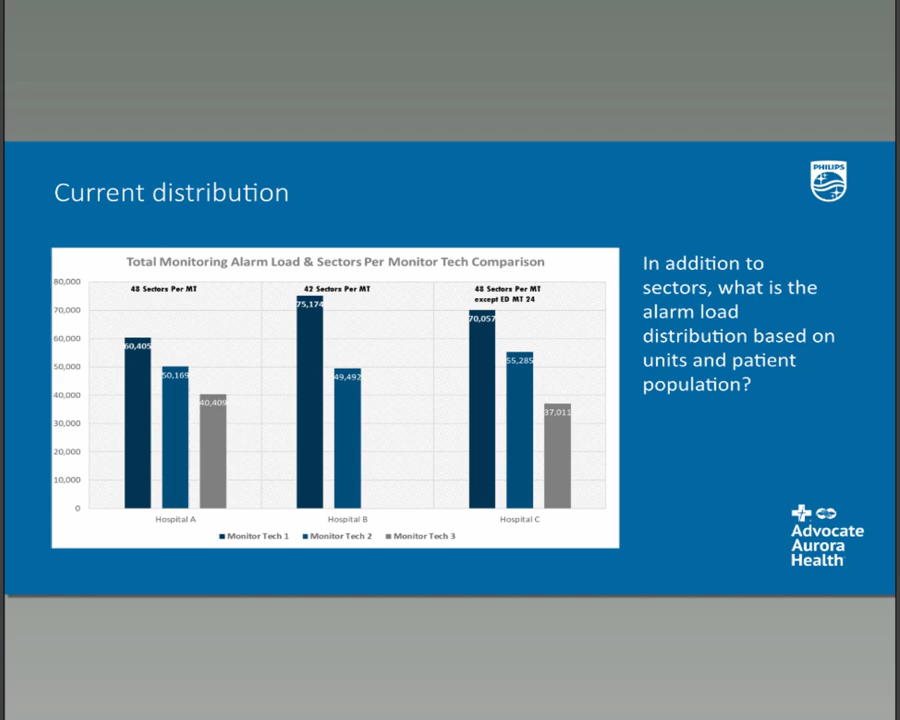 PHILIPS
Current distribution
Total Monitoring Alarm Load & Sectors Per Monitor Tech Comparison
80,000
70,000
60,000
50,000
40,000
30,000
20,000
10,000
0
48 Sectors Per MT
42 Sectors Per MT
48 Sectors Per MT
except ED MT 24
60,405
50,169
40,409
75,174
49,492
70,057
55,285
37,011
Hospital A
Hospital B
Hospital C
Monitor Tech 1
Monitor Tech 2
Monitor Tech 3
In addition to
sectors, what is the
alarm load
distribution based on
units and patient
population?
Advocate
Aurora
Health